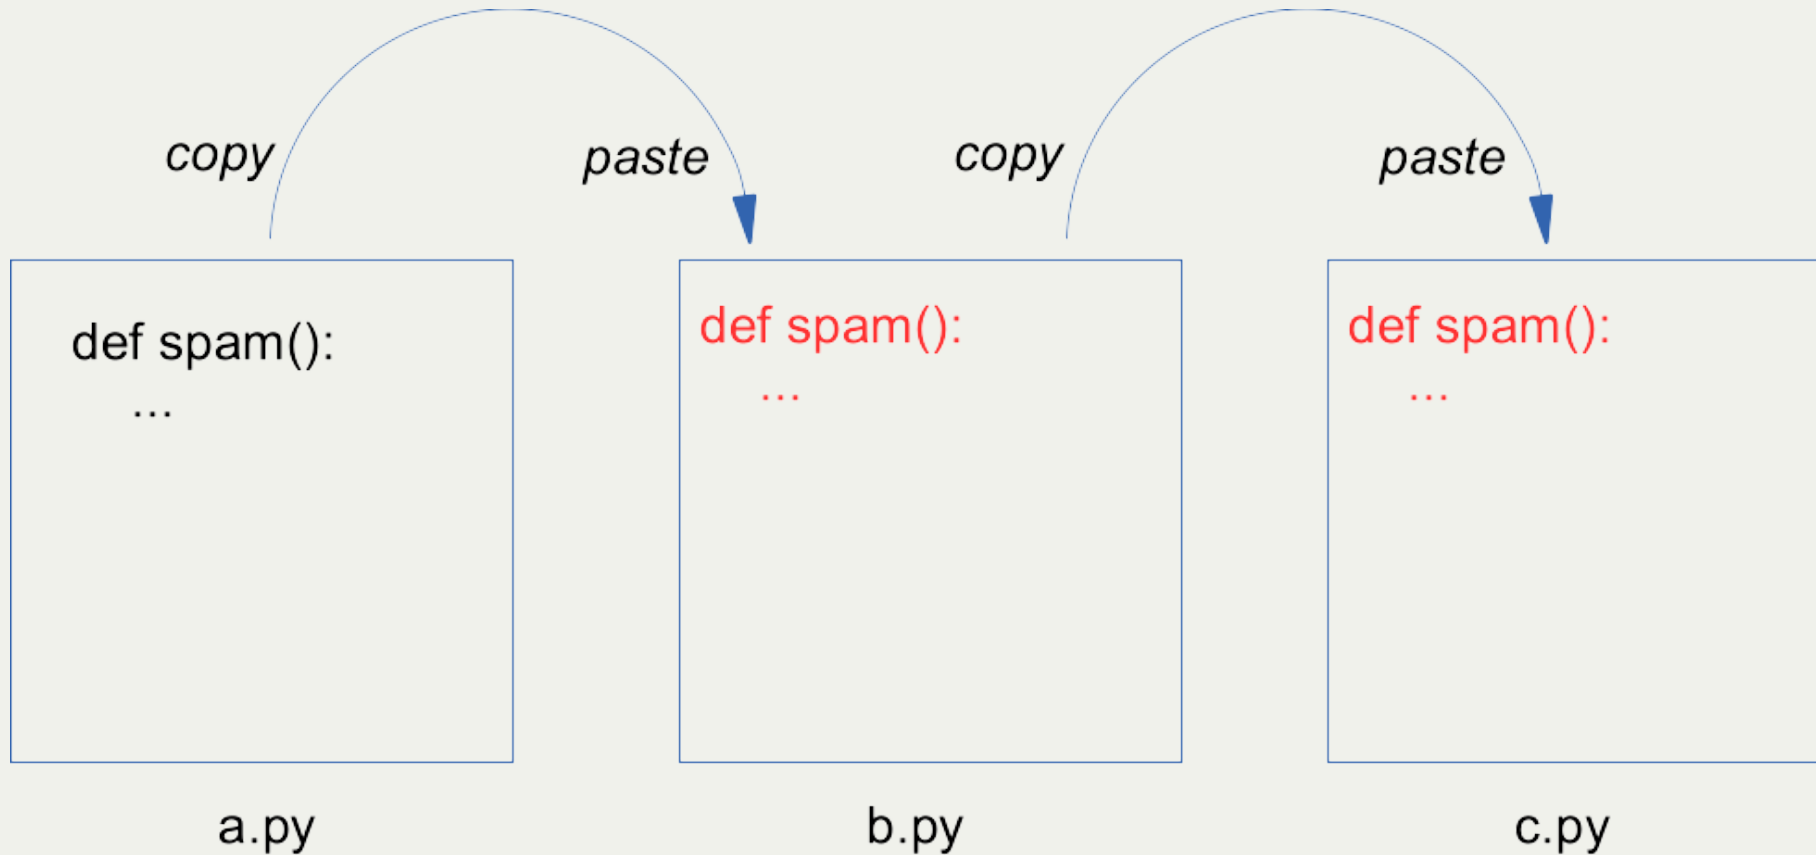 copy
paste
copy
paste
def spam():
...
def spam():
...
def spam():
...
a.py
b.py
c.py